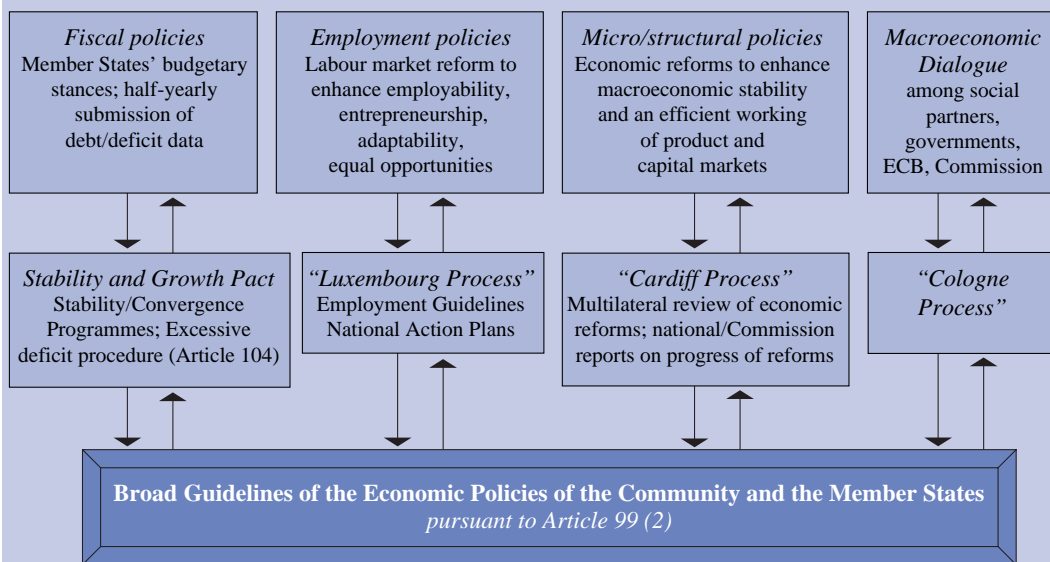 Fiscal policies
Member States’ budgetary
stances; half-yearly
submission of
debt/deficit data
Employment policies
Labour market reform to
enhance employability,
entrepreneurship,
adaptability,
equal opportunities
Micro/structural policies
Economic reforms to enhance
macroeconomic stability
and an efficient working
of product and
capital markets
Macroeconomic
Dialogue
among social
partners,
governments,
ECB, Commission
Stability and Growth Pact
Stability/Convergence
Programmes; Excessive
deficit procedure (Article 104)
“Luxembourg Process”
Employment Guidelines
National Action Plans
“Cardiff Process”
Multilateral review of economic
reforms; national/Commission
reports on progress of reforms
“Cologne
Process”
Broad Guidelines of the Economic Policies of the Community and the Member States
pursuant to Article 99 (2)